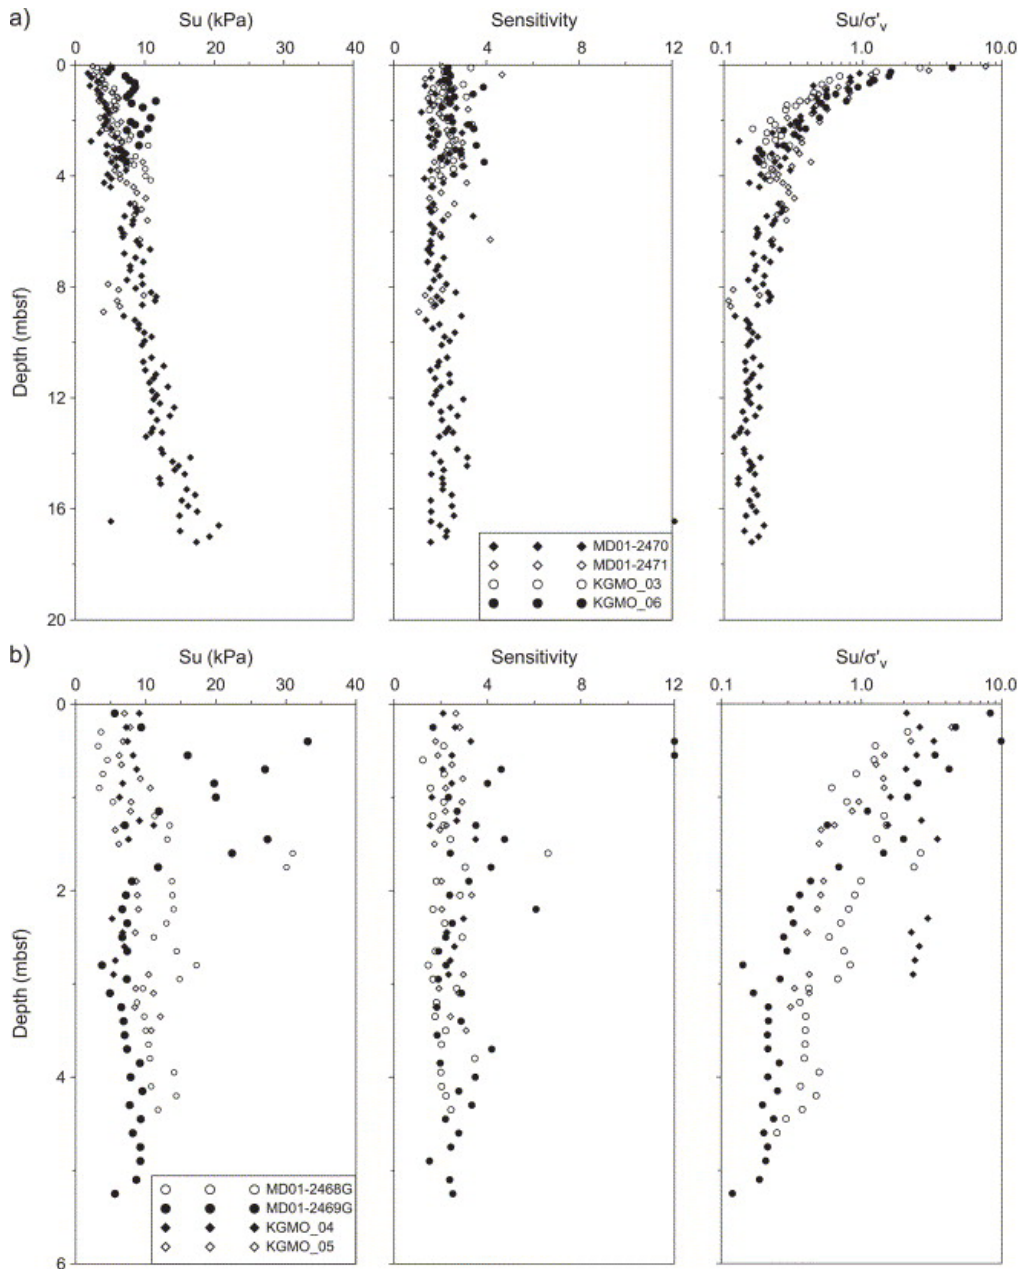 a)
Su (kPa)
Sensitivity
Su/σ'v
0 10 20 30 40
0 4 8 12
0.1 1.0 10.0
Depth (mbsf)
0
4
8
12
16
20
MD01-2470
MD01-2471
KGMO_03
KGMO_06
b)
Su (kPa)
Sensitivity
Su/σ'v
0 10 20 30 40
0 4 8 12
0.1 1.0 10.0
Depth (mbsf)
0
2
4
6
MD01-2468G
MD01-2469G
KGMO_04
KGMO_05